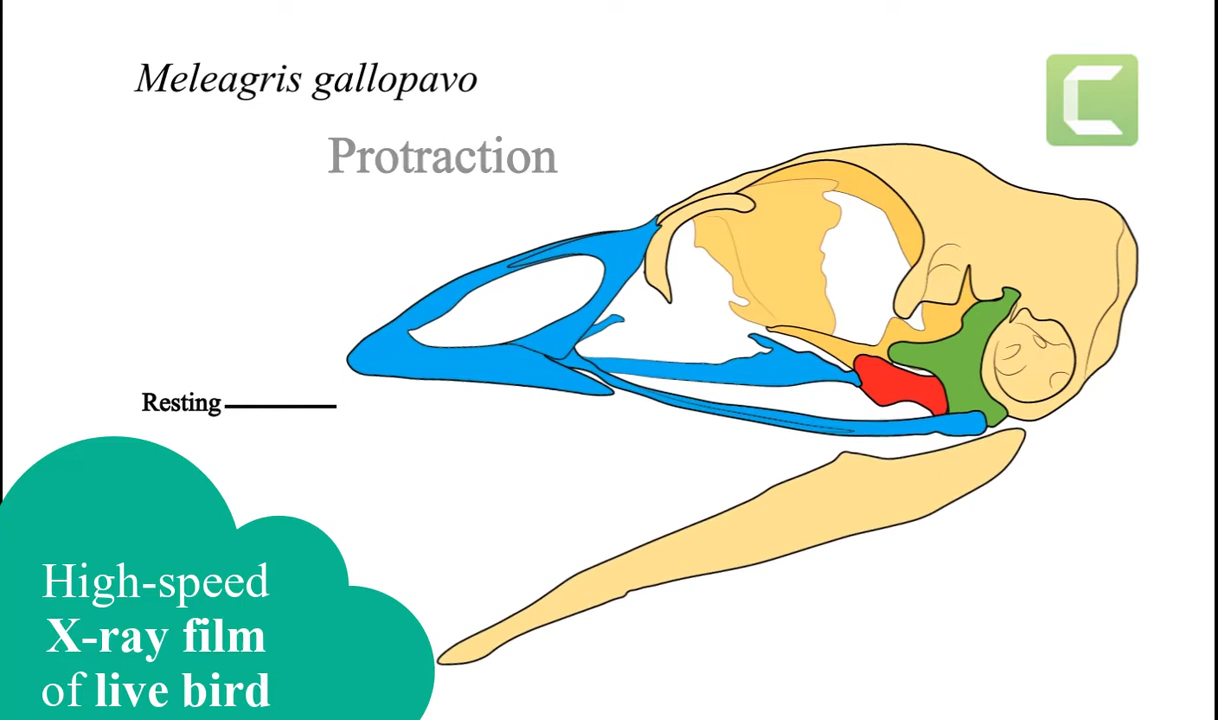 Meleagris gallopavo
Protraction
Resting
High-speed
X-ray film
of live bird